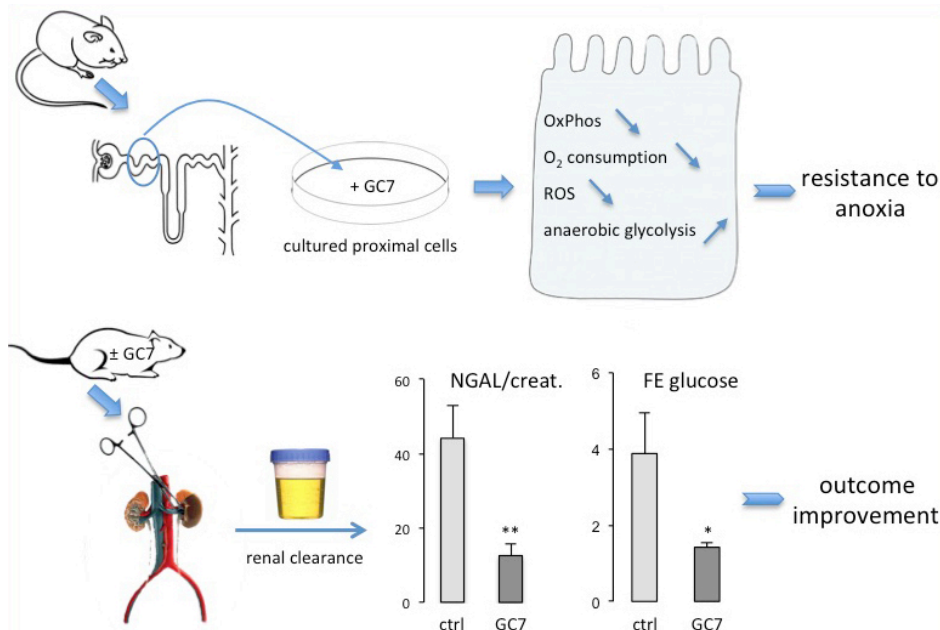 + GC7
cultured proximal cells
OxPhos
O₂ consumption
ROS
anaerobic glycolysis
resistance to
anoxia
± GC7
renal clearance
NGAL/creat.
60
40
20
0
**
ctrl
GC7
FE glucose
6
4
2
0
*
ctrl
GC7
outcome
improvement